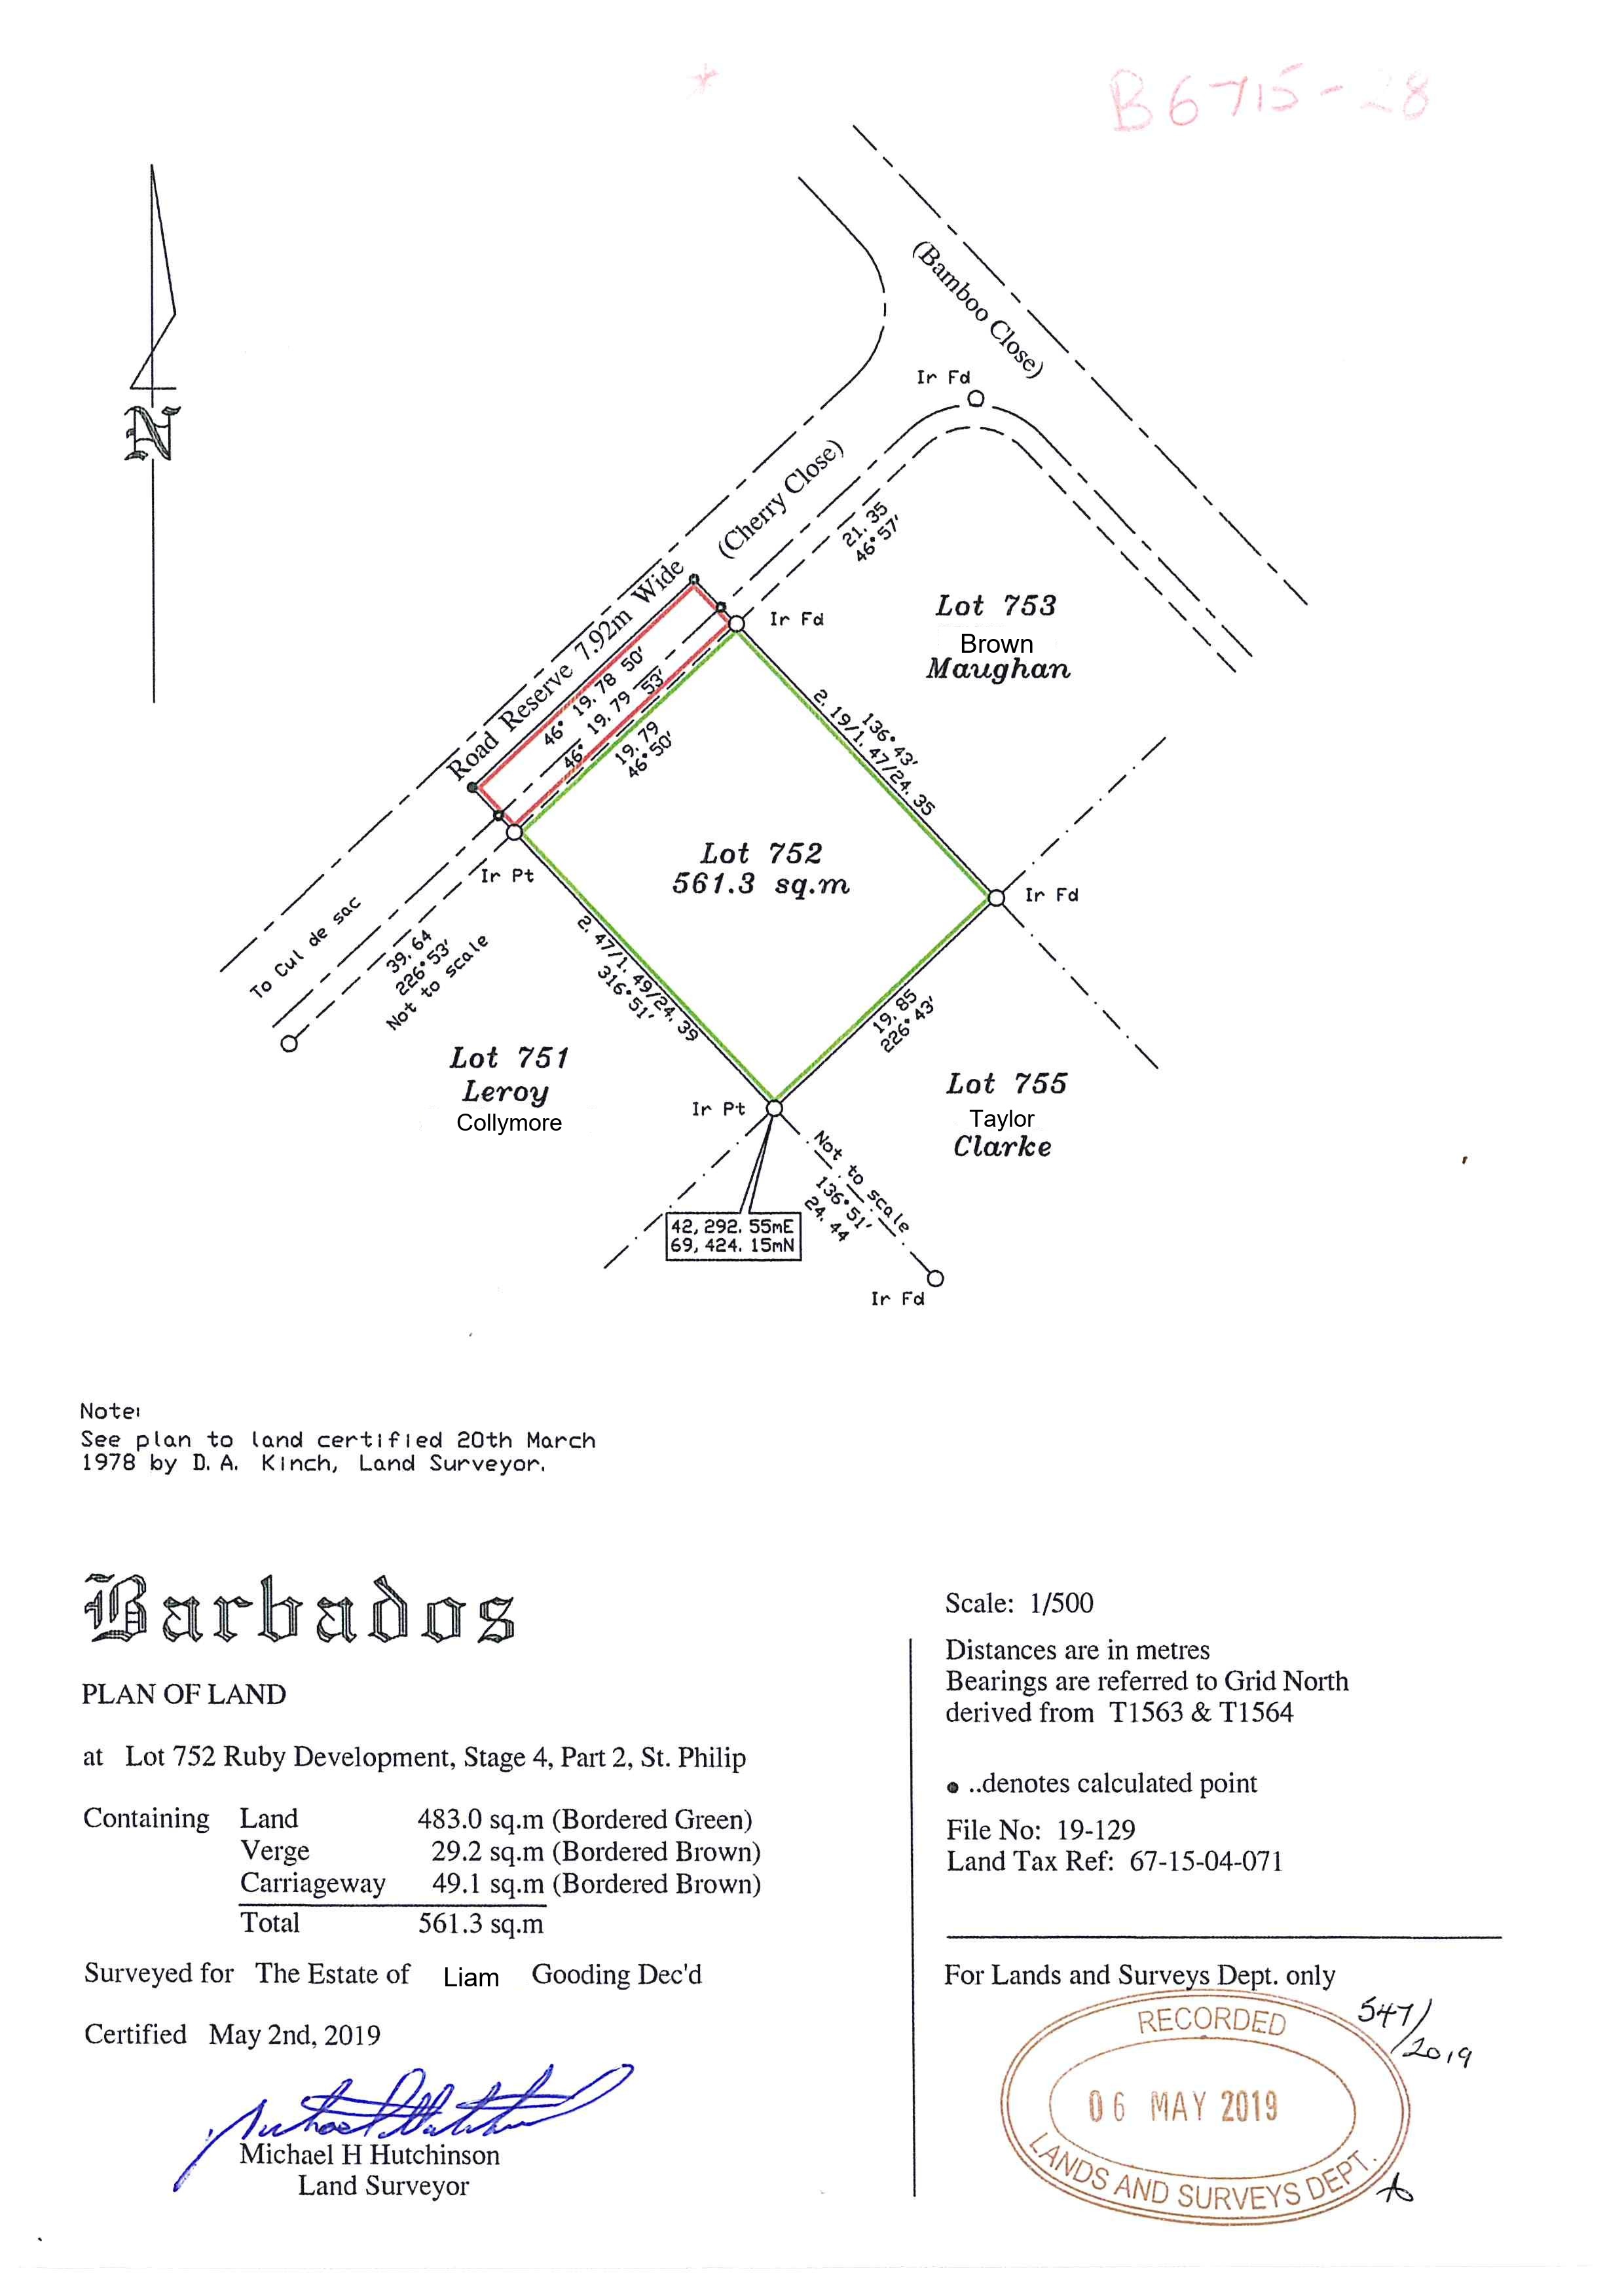 B6715-28
(Bamboo Close)
Ir Fd
(Cherry Close)
21.35
46°57'
Road Reserve 7.92m Wide
Lot 753
Brown
Maughan
Ir Fd
46° 19.78 50'
46° 19.79 53'
19.79
46°50'
136°43'
2.19/1.47/24.35
Lot 752
561.3 sq.m
Ir Pt
Ir Fd
To Cul de sac
39.64
226°53'
Not to scale
2.47/1.49/24.39
316°51'
19.85
226°43'
Lot 751
Leroy
Collymore
Lot 755
Taylor
Clarke
Ir Pt
Not to scale
136°51'
24.44
42,292.55mE
69,424.15mN
Ir Fd
N
Note:
See plan to land certified 20th March
1978 by D.A. Kinch, Land Surveyor.
Barbados
PLAN OF LAND
at Lot 752 Ruby Development, Stage 4, Part 2, St. Philip
Containing Land 483.0 sq.m (Bordered Green)
Verge 29.2 sq.m (Bordered Brown)
Carriageway 49.1 sq.m (Bordered Brown)
Total 561.3 sq.m
Surveyed for The Estate of Liam Gooding Dec'd
Certified May 2nd, 2019
Michael H Hutchinson
Land Surveyor
Scale: 1/500
Distances are in metres
Bearings are referred to Grid North
derived from T1563 & T1564
● ..denotes calculated point
File No: 19-129
Land Tax Ref: 67-15-04-071
For Lands and Surveys Dept. only
547/2019
RECORDED
06 MAY 2019
LANDS AND SURVEYS DEPT.